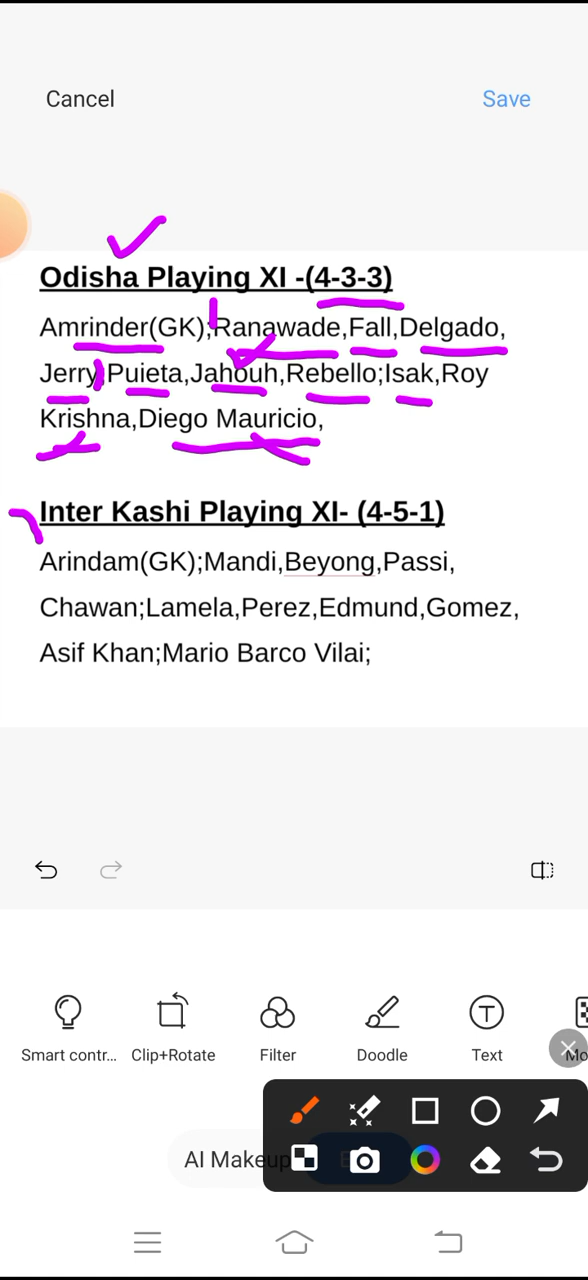 Cancel
Save
Odisha Playing XI -(4-3-3)
Amrinder(GK);Ranawade,Fall,Delgado,
Jerry;Puieta,Jahouh,Rebello;Isak,Roy
Krishna,Diego Mauricio,
Inter Kashi Playing XI- (4-5-1)
Arindam(GK);Mandi,Beyong,Passi,
Chawan;Lamela,Perez,Edmund,Gomez,
Asif Khan;Mario Barco Vilai;
Smart contr... Clip+Rotate Filter Doodle Text Mo
AI Makeup